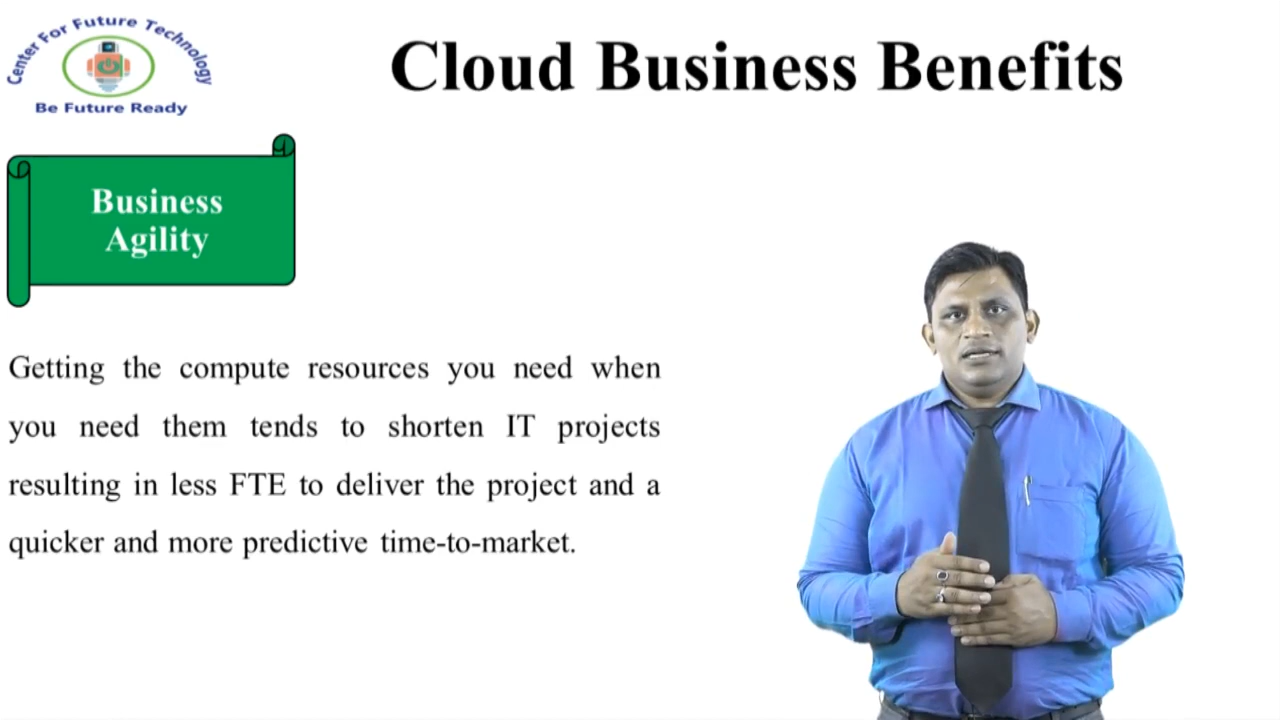 Center For Future Technology
Be Future Ready
Cloud Business Benefits
Business
Agility
Getting the compute resources you need when
you need them tends to shorten IT projects
resulting in less FTE to deliver the project and a
quicker and more predictive time-to-market.